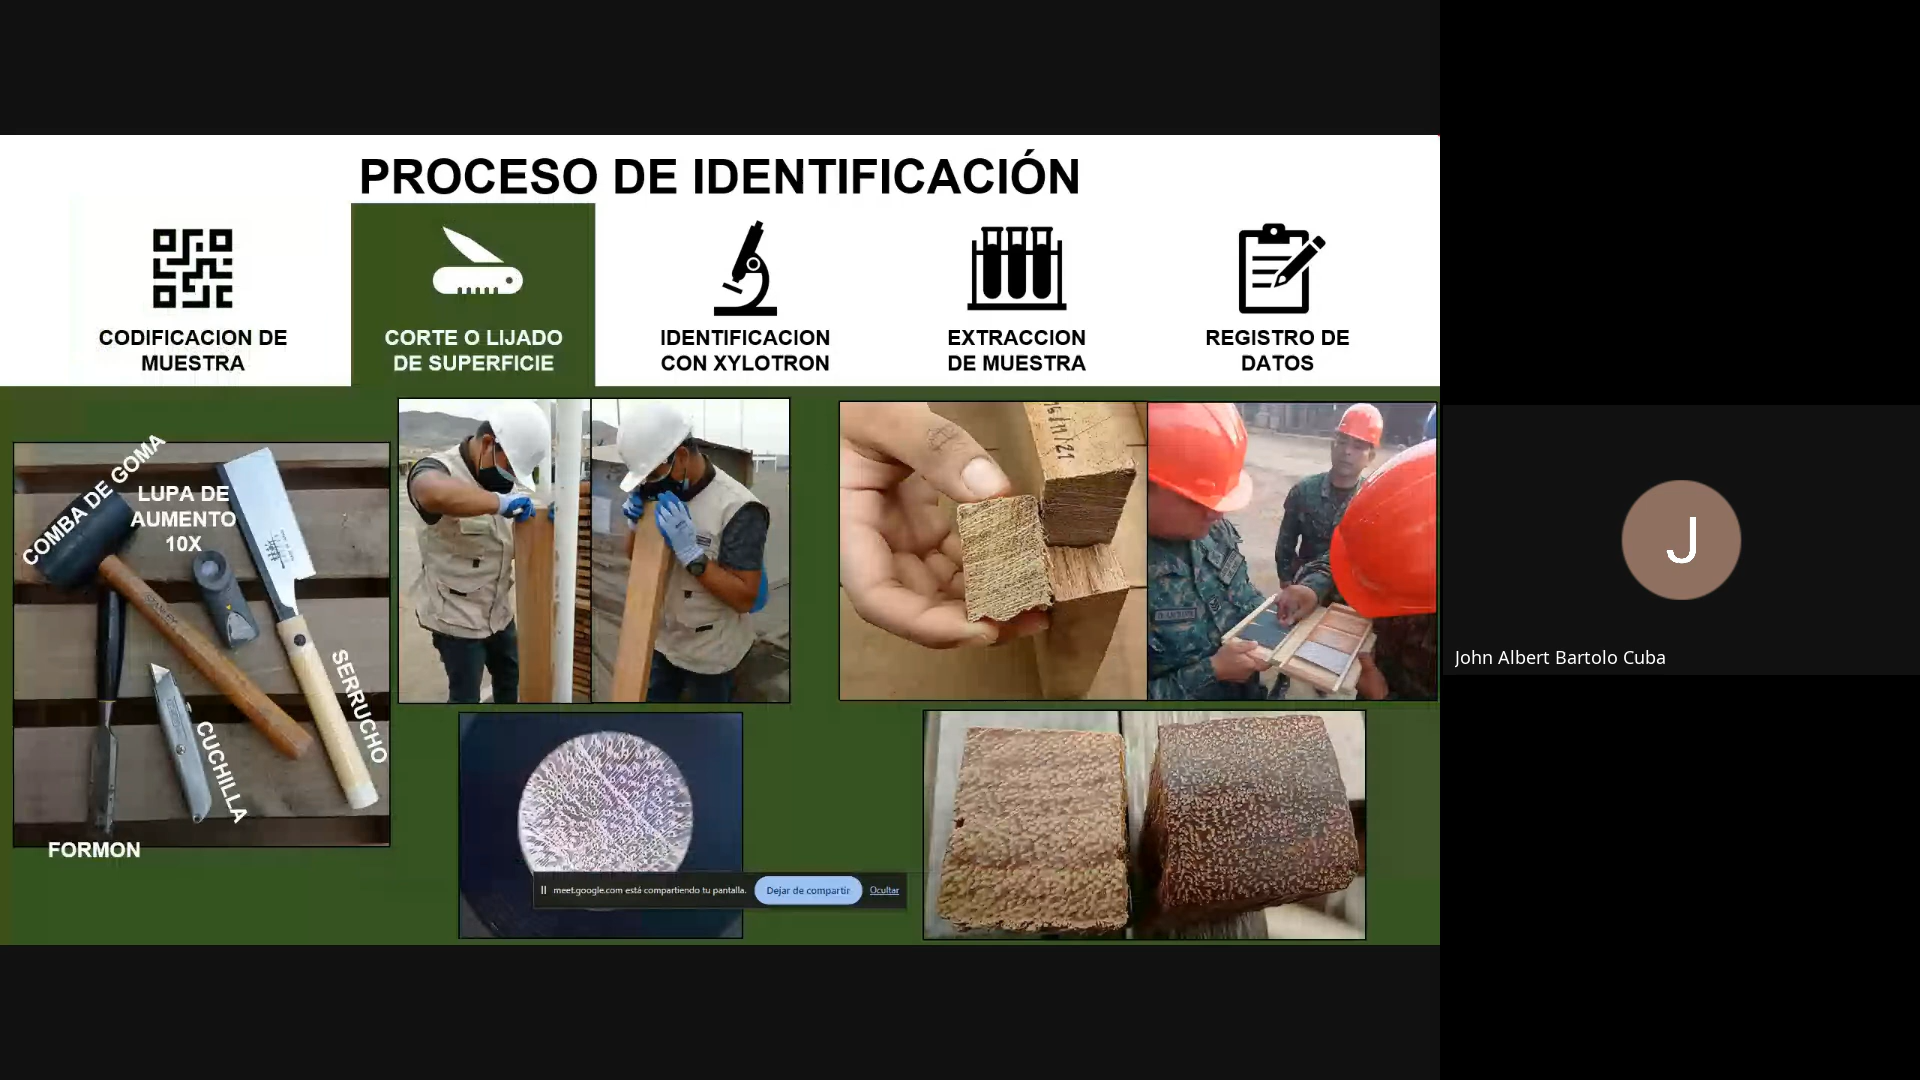 PROCESO DE IDENTIFICACIÓN
CODIFICACION DE
MUESTRA
CORTE O LIJADO
DE SUPERFICIE
IDENTIFICACION
CON XYLOTRON
EXTRACCION
DE MUESTRA
REGISTRO DE
DATOS
COMBA DE GOMA
LUPA DE
AUMENTO
10X
SERRUCHO
CUCHILLA
FORMON
meet.google.com está compartiendo tu pantalla.
Dejar de compartir
Ocultar
J
John Albert Bartolo Cuba